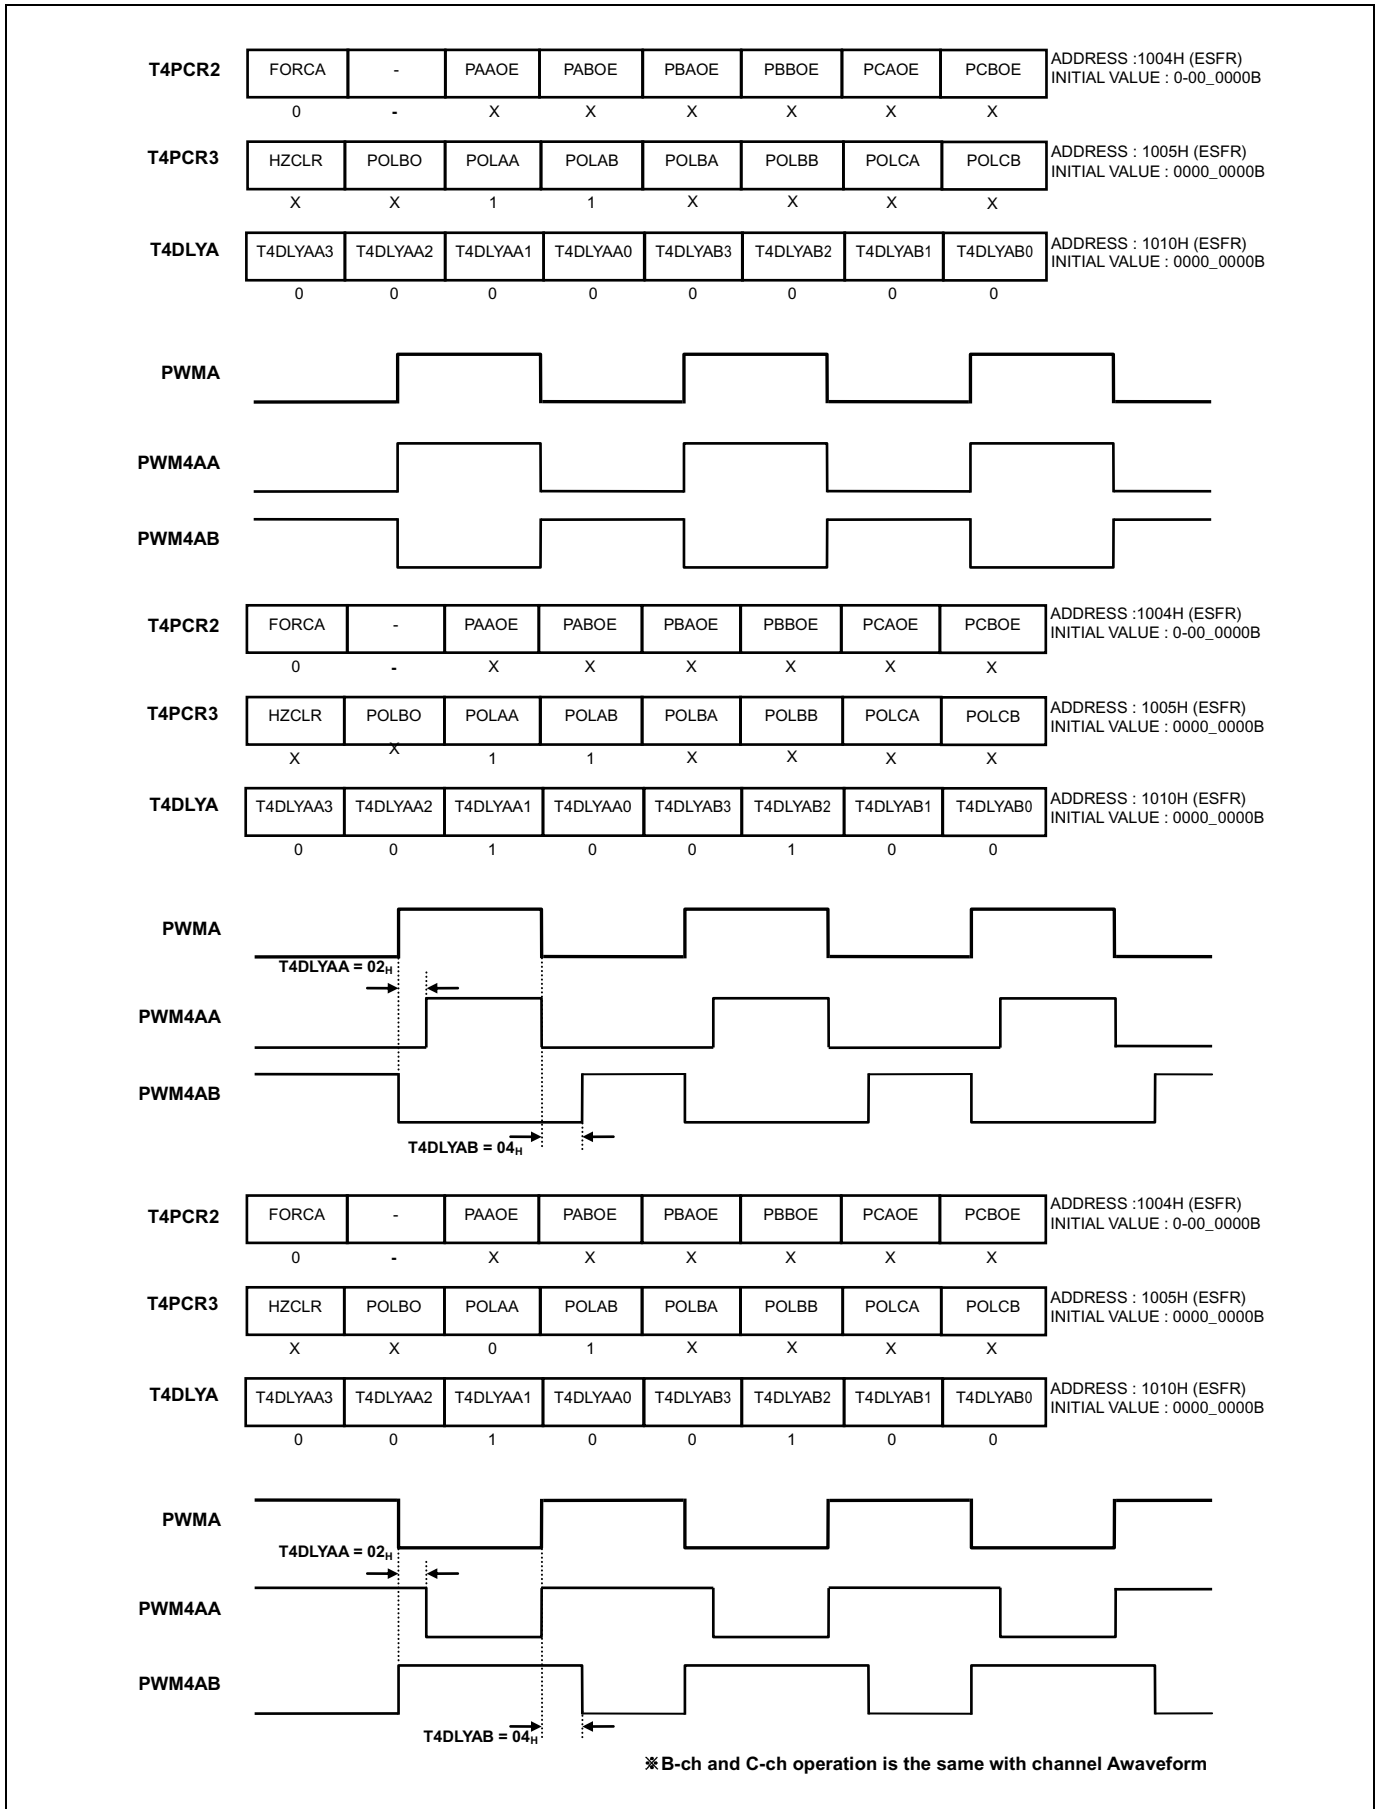 T4PCR2 FORCA - PAAOE PABOE PBAOE PBBOE PCAOE PCBOE ADDRESS :1004H (ESFR)
INITIAL VALUE : 0-00_0000B
0 - X X X X X X
T4PCR3 HZCLR POLBO POLAA POLAB POLBA POLBB POLCA POLCB ADDRESS : 1005H (ESFR)
INITIAL VALUE : 0000_0000B
X X 1 1 X X X X
T4DLYA T4DLYAA3 T4DLYAA2 T4DLYAA1 T4DLYAA0 T4DLYAB3 T4DLYAB2 T4DLYAB1 T4DLYAB0 ADDRESS : 1010H (ESFR)
INITIAL VALUE : 0000_0000B
0 0 0 0 0 0 0 0
PWMA
PWM4AA
PWM4AB
T4PCR2 FORCA - PAAOE PABOE PBAOE PBBOE PCAOE PCBOE ADDRESS :1004H (ESFR)
INITIAL VALUE : 0-00_0000B
0 - X X X X X X
T4PCR3 HZCLR POLBO POLAA POLAB POLBA POLBB POLCA POLCB ADDRESS : 1005H (ESFR)
INITIAL VALUE : 0000_0000B
X X 1 1 X X X X
T4DLYA T4DLYAA3 T4DLYAA2 T4DLYAA1 T4DLYAA0 T4DLYAB3 T4DLYAB2 T4DLYAB1 T4DLYAB0 ADDRESS : 1010H (ESFR)
INITIAL VALUE : 0000_0000B
0 0 1 0 0 1 0 0
PWMA
T4DLYAA = 02H
PWM4AA
PWM4AB
T4DLYAB = 04H
T4PCR2 FORCA - PAAOE PABOE PBAOE PBBOE PCAOE PCBOE ADDRESS :1004H (ESFR)
INITIAL VALUE : 0-00_0000B
0 - X X X X X X
T4PCR3 HZCLR POLBO POLAA POLAB POLBA POLBB POLCA POLCB ADDRESS : 1005H (ESFR)
INITIAL VALUE : 0000_0000B
X X 0 1 X X X X
T4DLYA T4DLYAA3 T4DLYAA2 T4DLYAA1 T4DLYAA0 T4DLYAB3 T4DLYAB2 T4DLYAB1 T4DLYAB0 ADDRESS : 1010H (ESFR)
INITIAL VALUE : 0000_0000B
0 0 1 0 0 1 0 0
PWMA
T4DLYAA = 02H
PWM4AA
PWM4AB
T4DLYAB = 04H
※B-ch and C-ch operation is the same with channel Awaveform